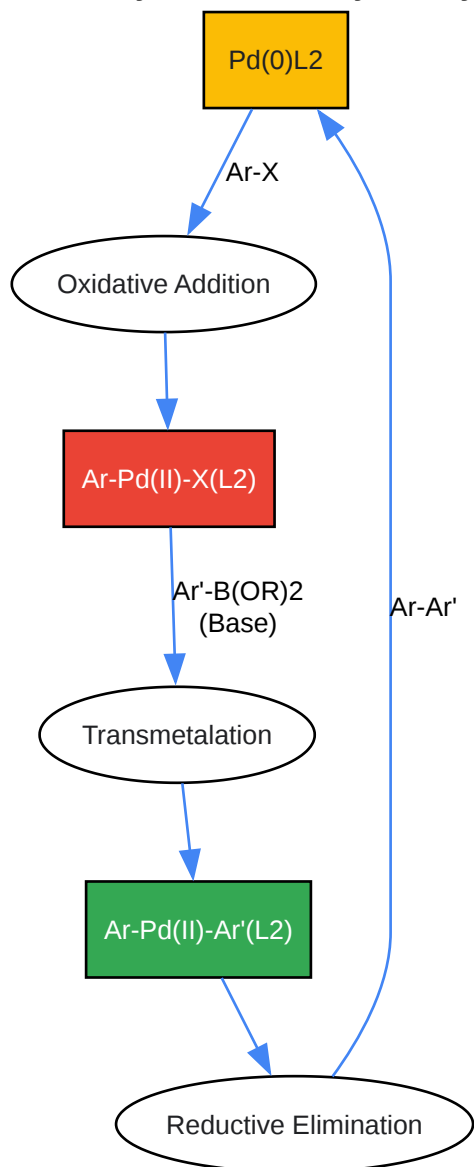 Pd(0)L2
Ar-X
Oxidative Addition
Ar-Pd(II)-X(L2)
Ar'-B(OR)2
(Base)
Ar-Ar'
Transmetalation
Ar-Pd(II)-Ar'(L2)
Reductive Elimination